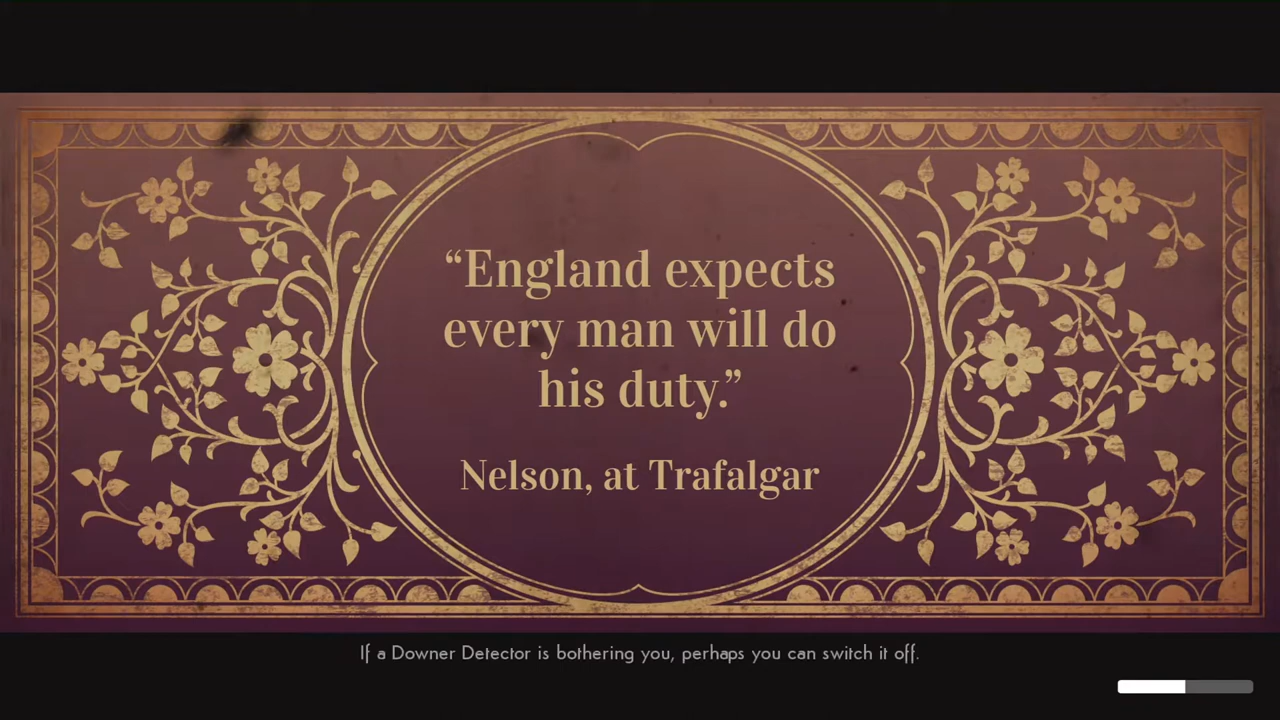 “England expects
every man will do
his duty.”
Nelson, at Trafalgar
If a Downer Detector is bothering you, perhaps you can switch it off.